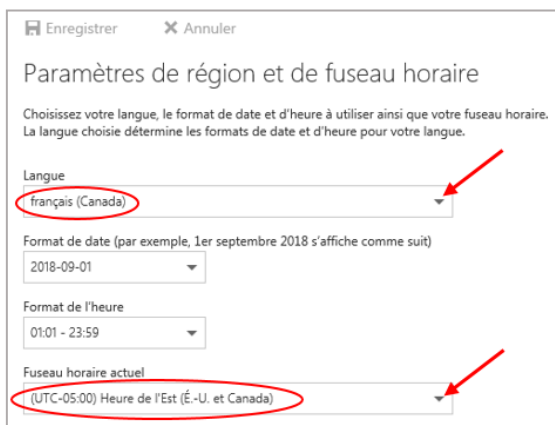 Enregistrer Annuler
Paramètres de région et de fuseau horaire
Choisissez votre langue, le format de date et d'heure à utiliser ainsi que votre fuseau horaire.
La langue choisie détermine les formats de date et d'heure pour votre langue.
Langue
français (Canada)
Format de date (par exemple, 1er septembre 2018 s'affiche comme suit)
2018-09-01
Format de l'heure
01:01 - 23:59
Fuseau horaire actuel
(UTC-05:00) Heure de l'Est (É.-U. et Canada)